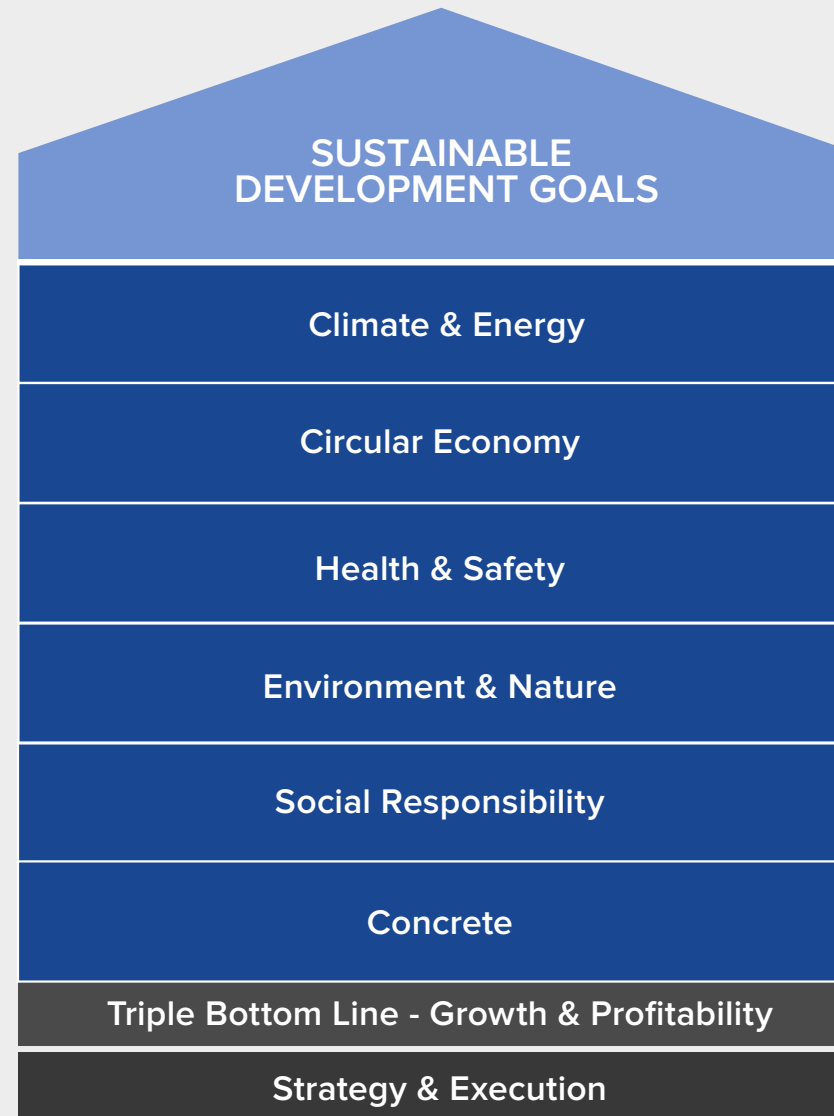 SUSTAINABLE
DEVELOPMENT GOALS
Climate & Energy
Circular Economy
Health & Safety
Environment & Nature
Social Responsibility
Concrete
Triple Bottom Line - Growth & Profitability
Strategy & Execution